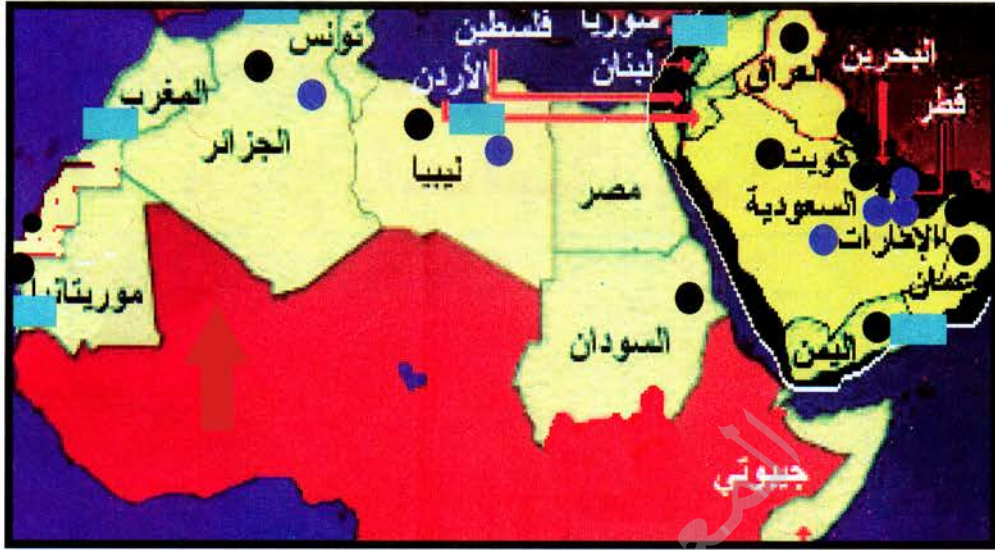 تونس
فلسطين
سوريا
الأردن
لبنان
العراق
البحرين
قطر
المغرب
الجزائر
ليبيا
مصر
كويت
السعودية
الإمارات
عمان
موريتانيا
السودان
اليمن
جيبوتي